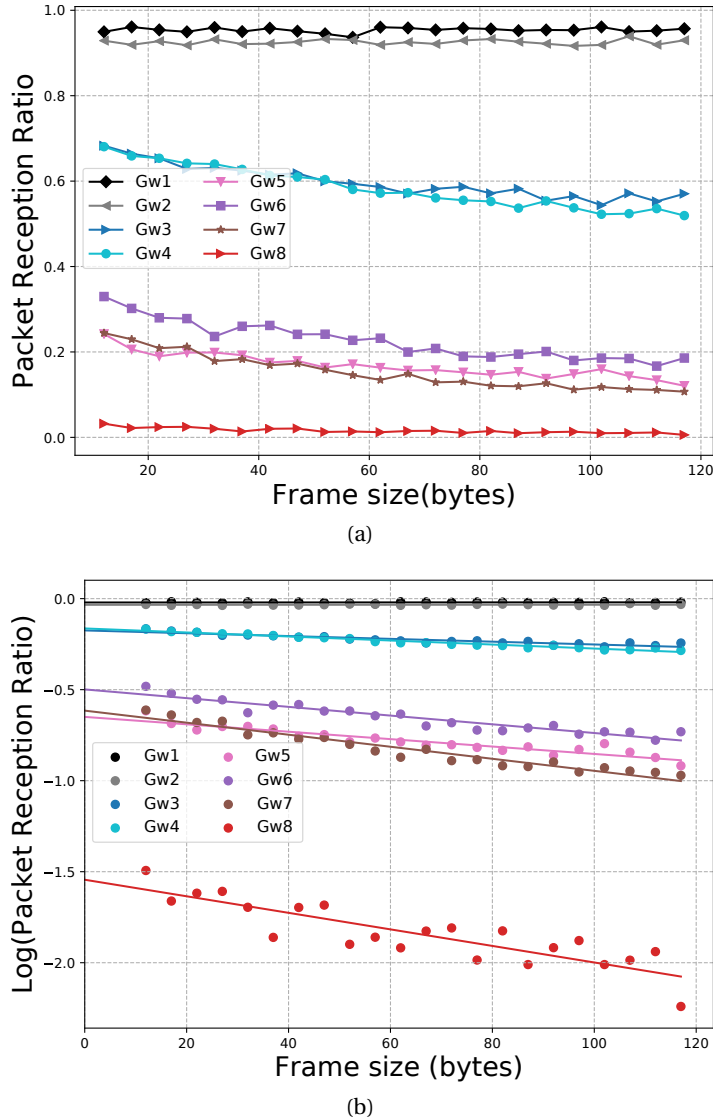 1.0
0.8
0.6
0.4
0.2
0.0
Packet Reception Ratio
Gw1 Gw5
Gw2 Gw6
Gw3 Gw7
Gw4 Gw8
20 40 60 80 100 120
Frame size(bytes)
(a)
0.0
−0.5
−1.0
−1.5
−2.0
Log(Packet Reception Ratio)
Gw1 Gw5
Gw2 Gw6
Gw3 Gw7
Gw4 Gw8
0 20 40 60 80 100 120
Frame size (bytes)
(b)